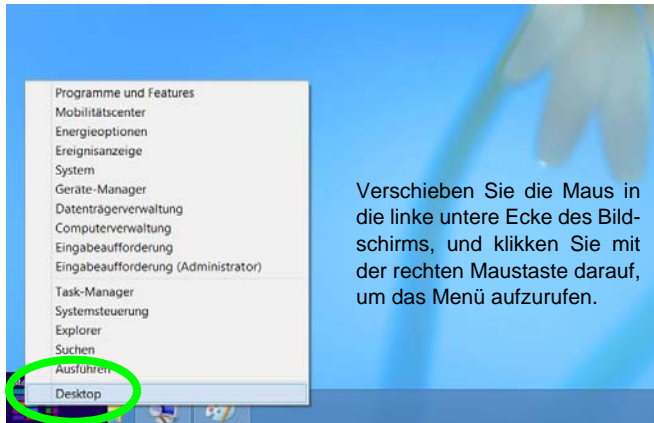 Programme und Features
Mobilitätscenter
Energieoptionen
Ereignisanzeige
System
Geräte-Manager
Datenträgerverwaltung
Computerverwaltung
Eingabeaufforderung
Eingabeaufforderung (Administrator)
Task-Manager
Systemsteuerung
Explorer
Suchen
Ausführen
Desktop
Verschieben Sie die Maus in
die linke untere Ecke des Bild-
schirms, und klikken Sie mit
der rechten Maustaste darauf,
um das Menü aufzurufen.